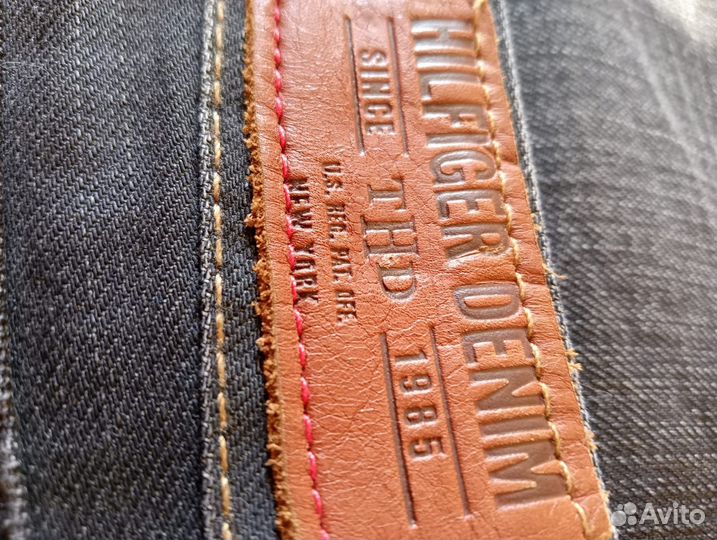 HILFIGER DENIM
SINCE THD 1985
U.S. REG. PAT. OFF.
NEW YORK
Avito